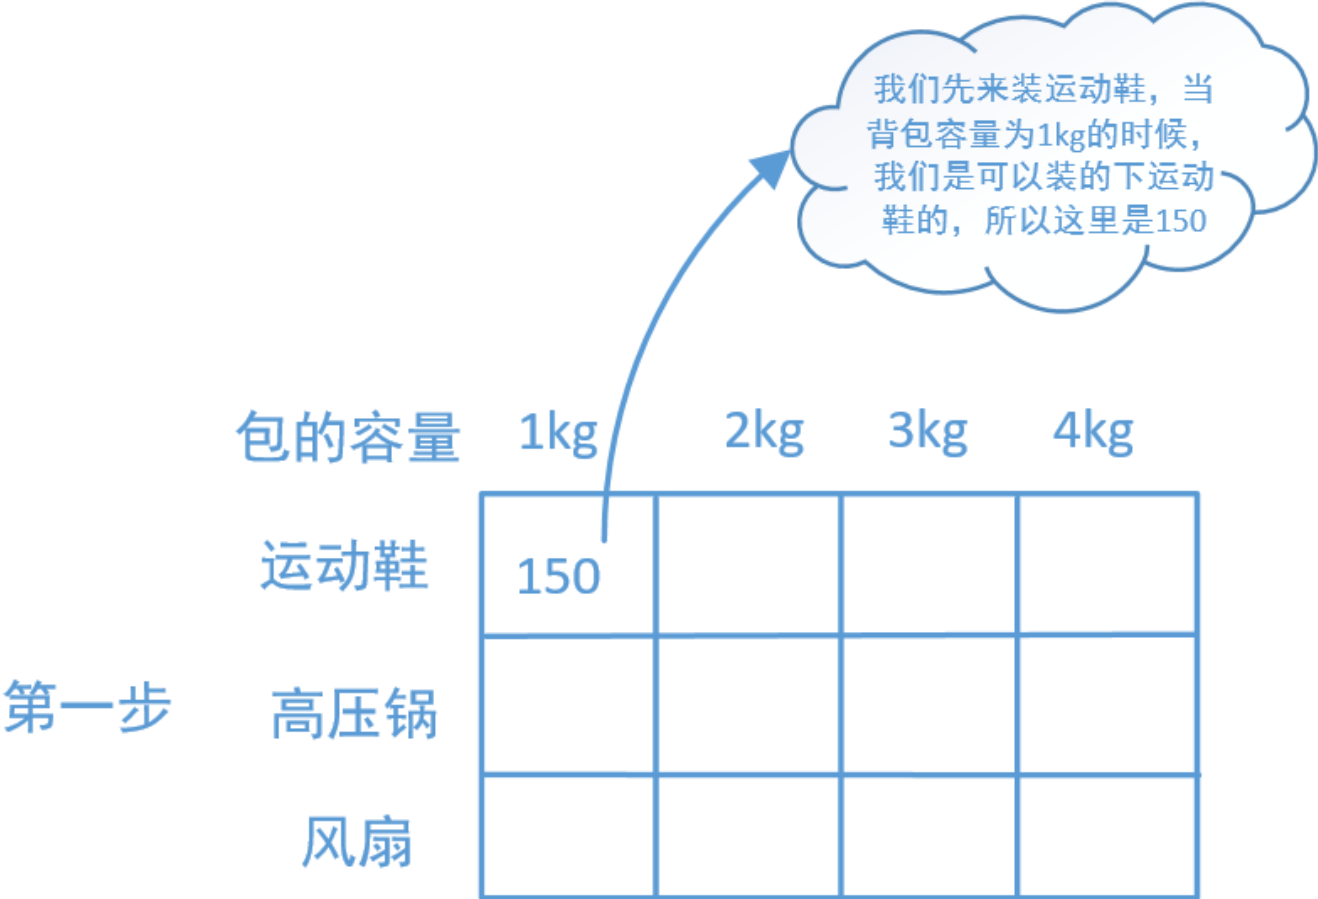 我们先来装运动鞋，当
背包容量为1kg的时候，
我们是可以装的下运动
鞋的，所以这里是150
包的容量 1kg 2kg 3kg 4kg
运动鞋 150
第一步 高压锅
风扇